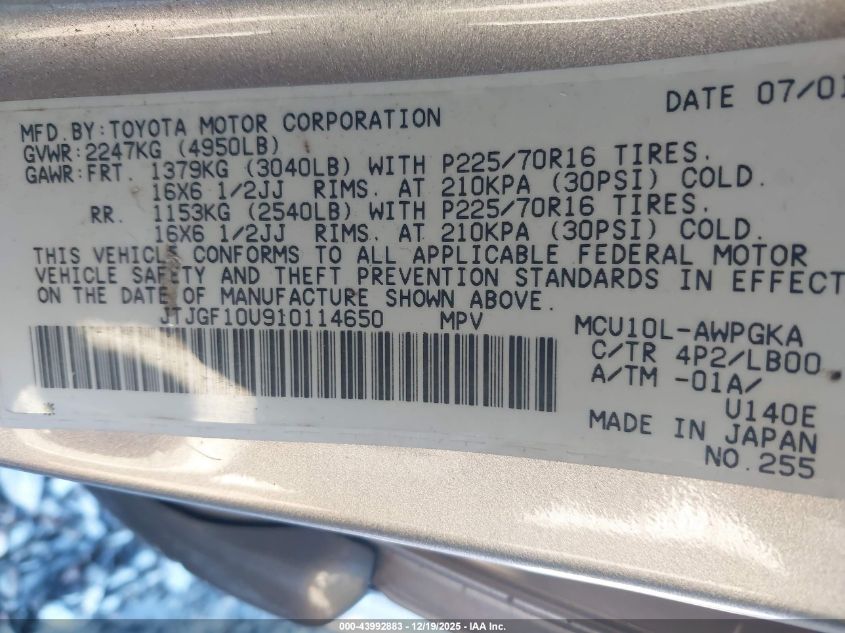 DATE 07/01
MFD.BY:TOYOTA MOTOR CORPORATION
GVWR:2247KG (4950LB)
GAWR:FRT. 1379KG (3040LB) WITH P225/70R16 TIRES.
16X6 1/2JJ RIMS. AT 210KPA (30PSI) COLD.
RR. 1153KG (2540LB) WITH P225/70R16 TIRES.
16X6 1/2JJ RIMS. AT 210KPA (30PSI) COLD.
THIS VEHICLE CONFORMS TO ALL APPLICABLE FEDERAL MOTOR
VEHICLE SAFETY AND THEFT PREVENTION STANDARDS IN EFFECT
ON THE DATE OF MANUFACTURE SHOWN ABOVE.
JTJGF10U910114650 MPV
MCU10L-AWPGKA
C/TR 4P2/LB00
A/TM -01A/
U140E
MADE IN JAPAN
NO.255
000-43992883 - 12/19/2025 - IAA Inc.